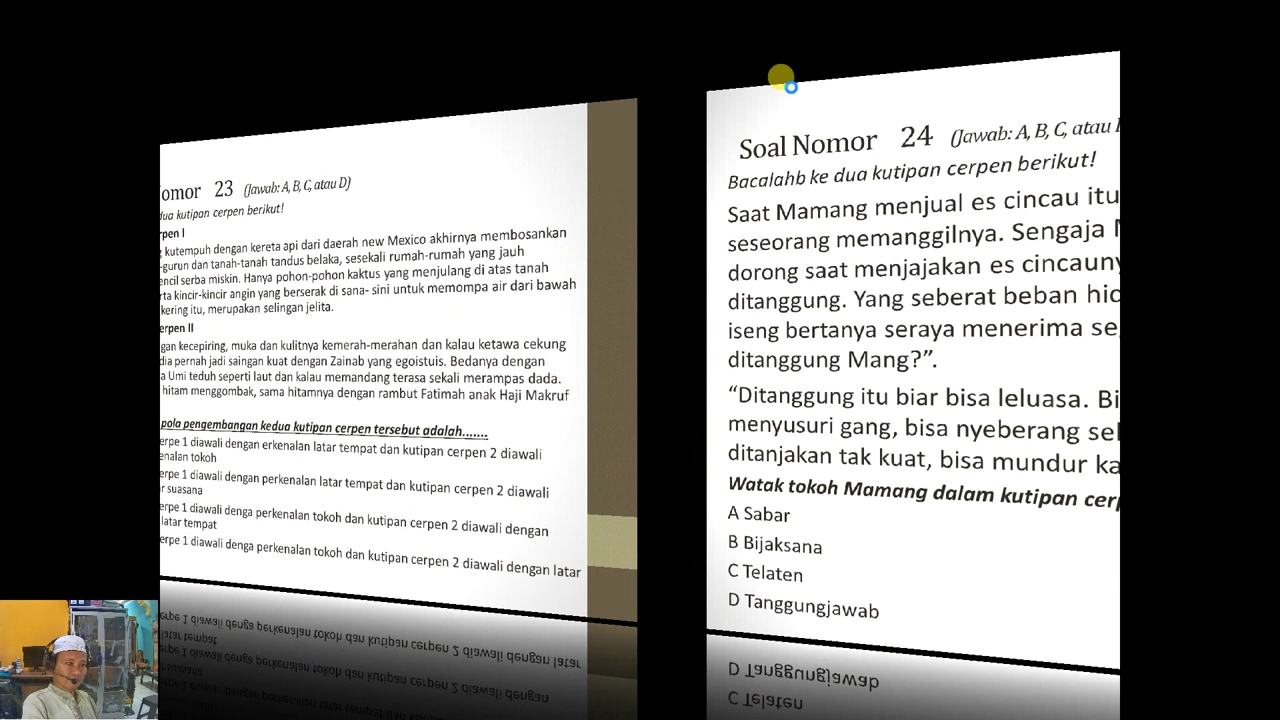 omor 23 (Jawab: A, B, C, atau D)
dua kutipan cerpen berikut!
rpen I
kutempuh dengan kereta api dari daerah new Mexico akhirnya membosankan
-gurun dan tanah-tanah tandus belaka, sesekali rumah-rumah yang jauh
encil serba miskin. Hanya pohon-pohon kaktus yang menjulang di atas tanah
rta kincir-kincir angin yang berserak di sana- sini untuk memompa air dari bawah
kering itu, merupakan selingan jelita.
erpen II
gan kecepiring, muka dan kulitnya kemerah-merahan dan kalau ketawa cekung
dia pernah jadi saingan kuat dengan Zainab yang egoistuis. Bedanya dengan
a Umi teduh seperti laut dan kalau memandang terasa sekali merampas dada.
hitam menggombak, sama hitamnya dengan rambut Fatimah anak Haji Makruf
pola pengembangan kedua kutipan cerpen tersebut adalah.......
erpe 1 diawali dengan erkenalan latar tempat dan kutipan cerpen 2 diawali
enalan tokoh
erpe 1 diawali dengan perkenalan latar tempat dan kutipan cerpen 2 diawali
r suasana
erpe 1 diawali denga perkenalan tokoh dan kutipan cerpen 2 diawali dengan
latar tempat
erpe 1 diawali denga perkenalan tokoh dan kutipan cerpen 2 diawali dengan latar
Soal Nomor 24 (Jawab: A, B, C, atau
Bacalahb ke dua kutipan cerpen berikut!
Saat Mamang menjual es cincau itu
seseorang memanggilnya. Sengaja
dorong saat menjajakan es cincauny
ditanggung. Yang seberat beban hid
iseng bertanya seraya menerima se
ditanggung Mang?”.
“Ditanggung itu biar bisa leluasa. Bi
menyusuri gang, bisa nyeberang sel
ditanjakan tak kuat, bisa mundur ka
Watak tokoh Mamang dalam kutipan cerp
A Sabar
B Bijaksana
C Telaten
D Tanggungjawab